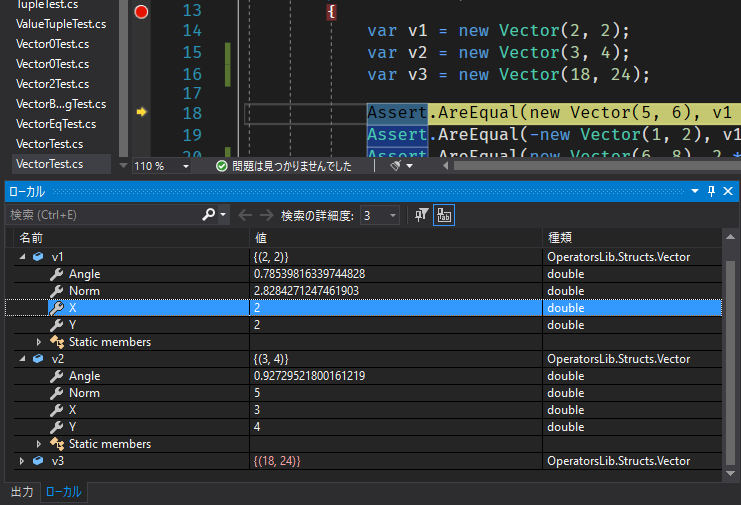 TupleTest.cs
ValueTupleTest.cs
Vector0Test.cs
Vector0Test.cs
Vector2Test.cs
VectorB...gTest.cs
VectorEqTest.cs
VectorTest.cs
VectorTest.cs
13 {
14 var v1 = new Vector(2, 2);
15 var v2 = new Vector(3, 4);
16 var v3 = new Vector(18, 24);
17
18 Assert.AreEqual(new Vector(5, 6), v1
19 Assert.AreEqual(-new Vector(1, 2), v1
20 Assert.AreEqual(new Vector(6, 8), 2 *
110 % 問題は見つかりませんでした
ローカル
検索 (Ctrl+E) 検索の詳細度: 3
名前 値 種類
v1 {(2, 2)} OperatorsLib.Structs.Vector
Angle 0.78539816339744828 double
Norm 2.8284271247461903 double
X 2 double
Y 2 double
Static members
v2 {(3, 4)} OperatorsLib.Structs.Vector
Angle 0.92729521800161219 double
Norm 5 double
X 3 double
Y 4 double
Static members
v3 {(18, 24)} OperatorsLib.Structs.Vector
出力 ローカル